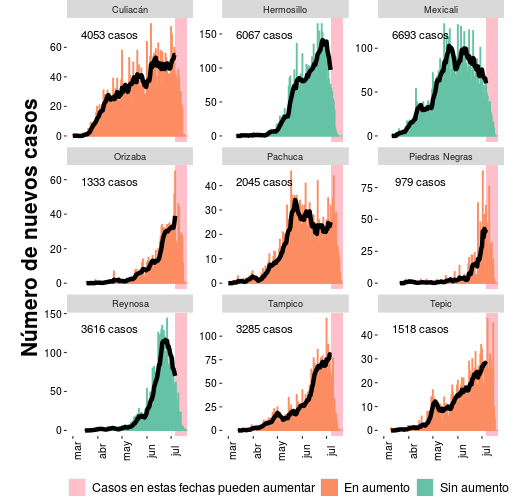 Número de nuevos casos
Culiacán Hermosillo Mexicali
4053 casos 6067 casos 6693 casos
60 40 20 0
150 100 50 0
100 50 0
Orizaba Pachuca Piedras Negras
1333 casos 2045 casos 979 casos
60 40 20 0
40 30 20 10 0
75 50 25 0
Reynosa Tampico Tepic
3616 casos 3285 casos 1518 casos
150 100 50 0
100 75 50 25 0
40 30 20 10 0
mar abr may jun jul mar abr may jun jul mar abr may jun jul
Casos en estas fechas pueden aumentar En aumento Sin aumento